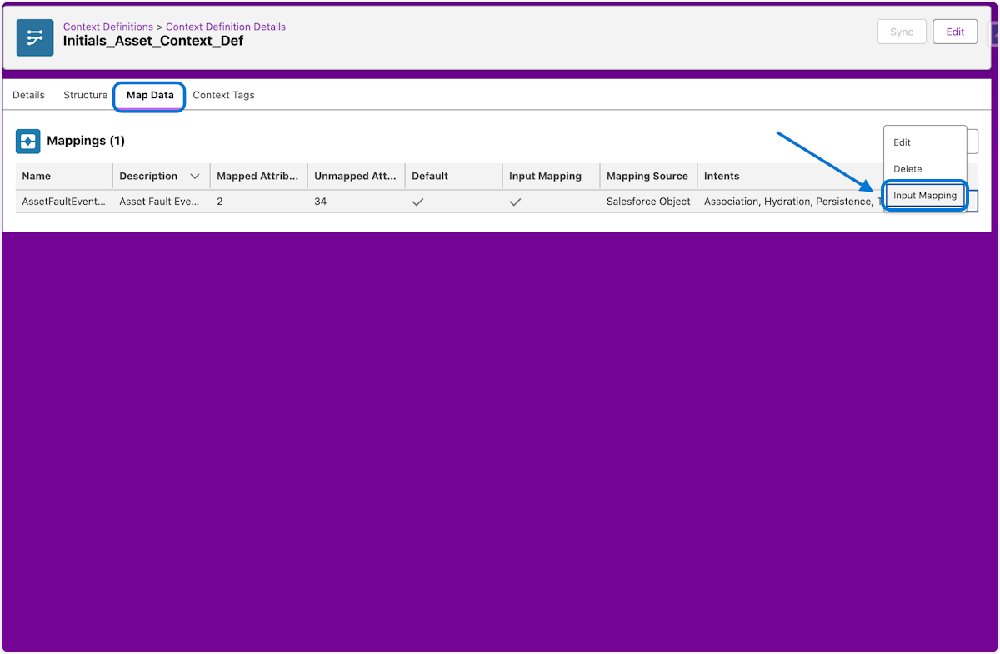 Context Definitions > Context Definition Details
Initials_Asset_Context_Def
Sync
Edit
Details Structure Map Data Context Tags
Mappings (1)
Edit
Delete
Input Mapping
Name Description Mapped Attrib... Unmapped Att... Default Input Mapping Mapping Source Intents
AssetFaultEvent... Asset Fault Eve... 2 34 Salesforce Object Association, Hydration, Persistence,